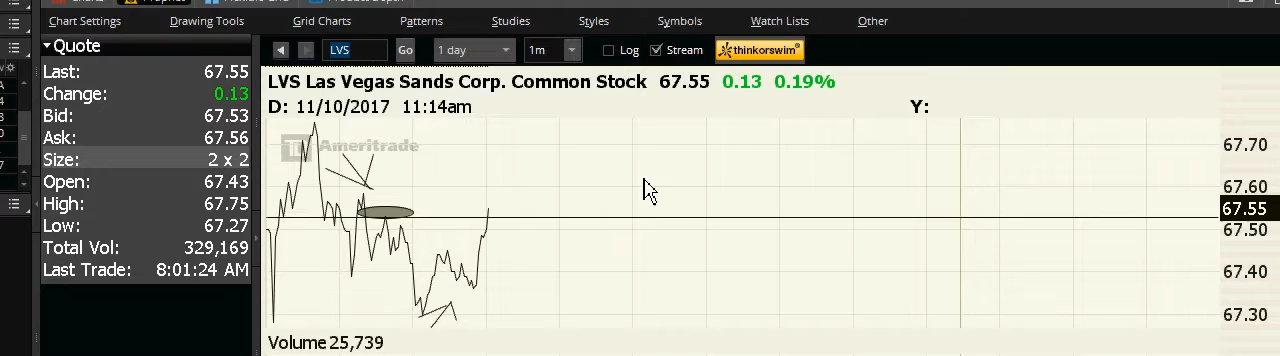 Chart Settings Drawing Tools Grid Charts Patterns Studies Styles Symbols Watch Lists Other
Quote
LVS Go 1 day 1m Log Stream thinkorswim®
Last: 67.55
Change: 0.13
Bid: 67.53
Ask: 67.56
Size: 2 x 2
Open: 67.43
High: 67.75
Low: 67.27
Total Vol: 329,169
Last Trade: 8:01:24 AM
LVS Las Vegas Sands Corp. Common Stock 67.55 0.13 0.19%
D: 11/10/2017 11:14am Y:
Ameritrade
67.70
67.60
67.55
67.50
67.40
67.30
Volume 25,739